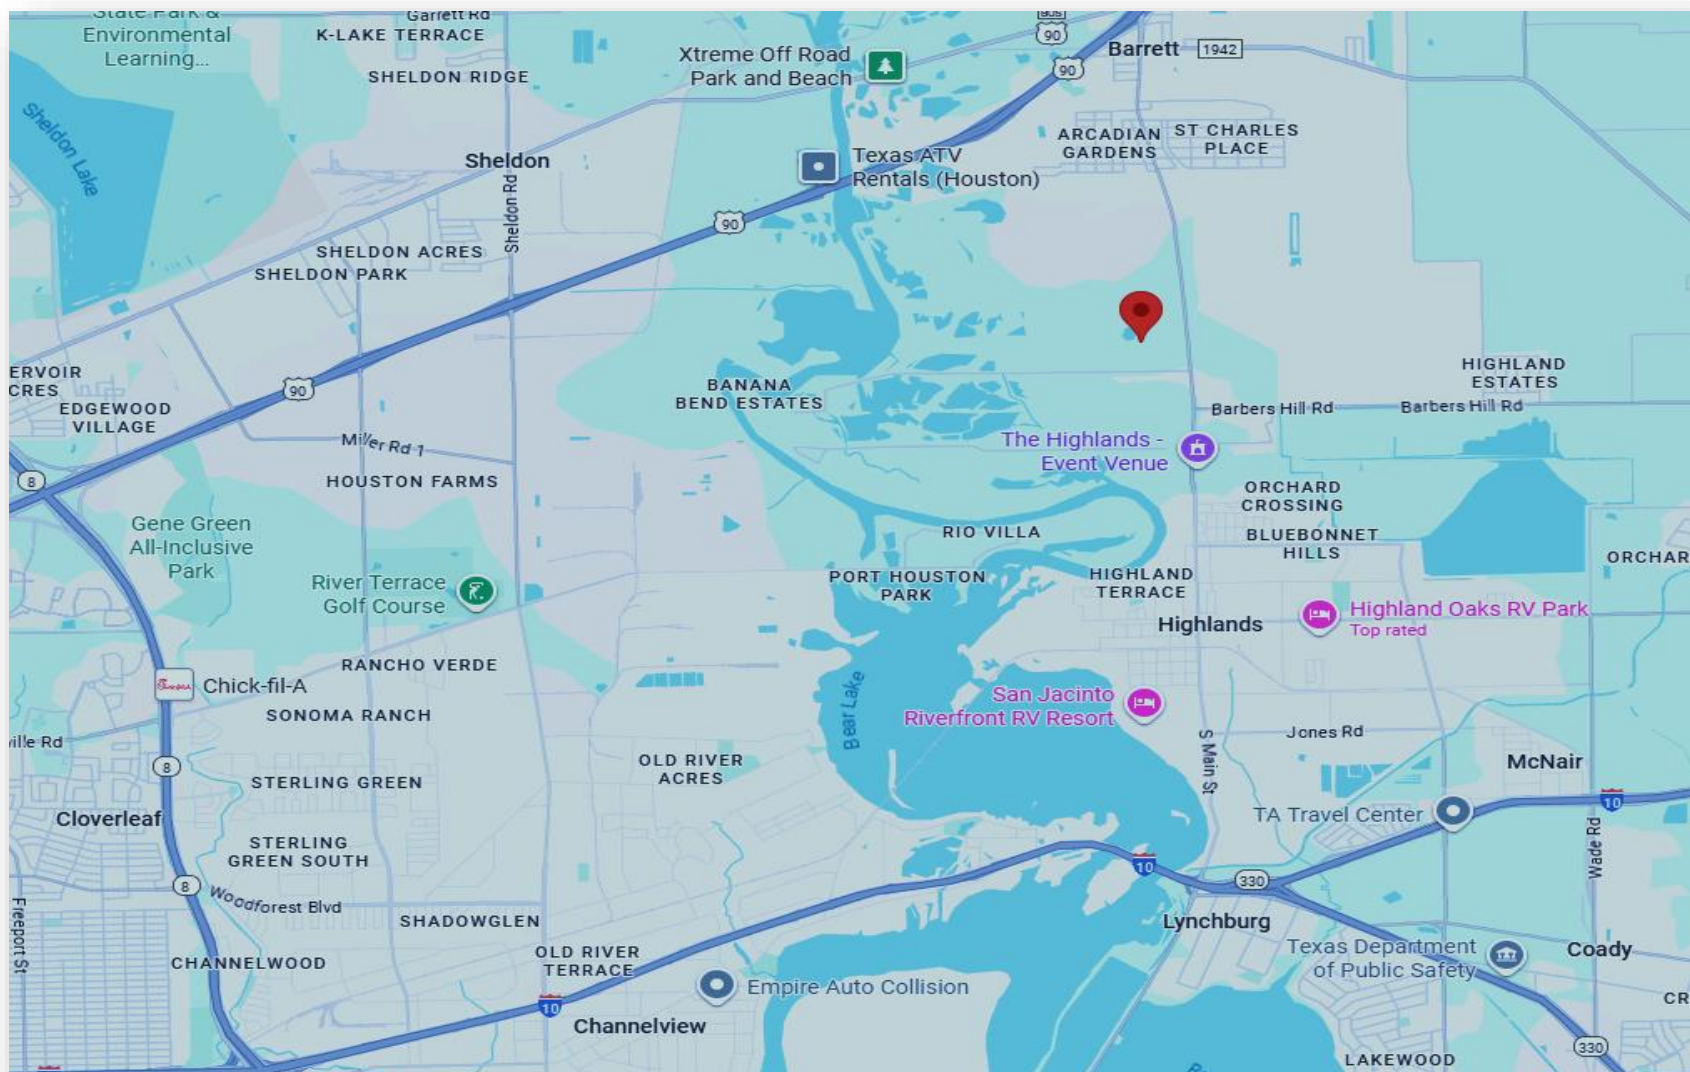 State Park &
Environmental
Learning...
Garrett Rd
K-LAKE TERRACE
SHELDON RIDGE
Xtreme Off Road
Park and Beach
90
Barrett
1942
90
Sheldon Lake
Sheldon
Sheldon Rd
Texas ATV
Rentals (Houston)
ARCADIAN
GARDENS
ST CHARLES
PLACE
90
SHELDON ACRES
SHELDON PARK
ERVOIR
CRES
EDGEWOOD
VILLAGE
90
Miller Rd 1
HOUSTON FARMS
BANANA
BEND ESTATES
HIGHLAND
ESTATES
Barbers Hill Rd
Barbers Hill Rd
The Highlands -
Event Venue
8
ORCHARD
CROSSING
BLUEBONNET
HILLS
ORCHAR
Gene Green
All-Inclusive
Park
River Terrace
Golf Course
RIO VILLA
PORT HOUSTON
PARK
HIGHLAND
TERRACE
Highlands
Highland Oaks RV Park
Top rated
RANCHO VERDE
Chick-fil-A
SONOMA RANCH
ville Rd
San Jacinto
Riverfront RV Resort
Bear Lake
S Main St
Jones Rd
McNair
8
STERLING GREEN
OLD RIVER
ACRES
Cloverleaf
TA Travel Center
10
STERLING
GREEN SOUTH
Wade Rd
8
Woodforest Blvd
10
330
Freeport St
SHADOWGLEN
Lynchburg
CHANNELWOOD
OLD RIVER
TERRACE
Texas Department
of Public Safety
Coady
Empire Auto Collision
10
Channelview
CR
330
LAKEWOOD